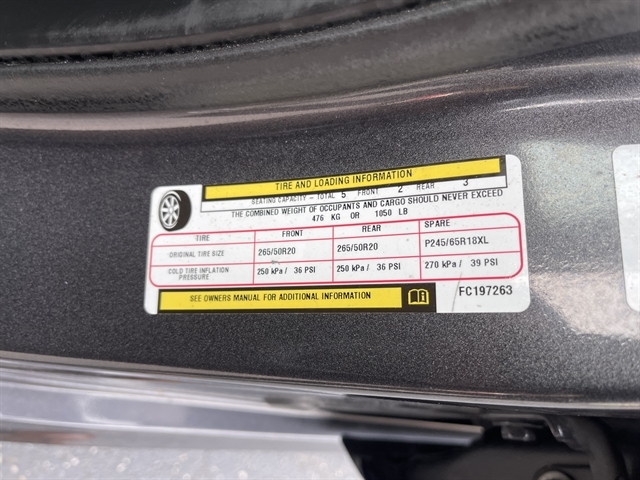 TIRE AND LOADING INFORMATION
SEATING CAPACITY - TOTAL 5 FRONT 2 REAR 3
THE COMBINED WEIGHT OF OCCUPANTS AND CARGO SHOULD NEVER EXCEED
476 KG OR 1050 LB
TIRE FRONT REAR SPARE
ORIGINAL TIRE SIZE 265/50R20 265/50R20 P245/65R18XL
COLD TIRE INFLATION PRESSURE 250 kPa / 36 PSI 250 kPa / 36 PSI 270 kPa / 39 PSI
SEE OWNERS MANUAL FOR ADDITIONAL INFORMATION FC197263